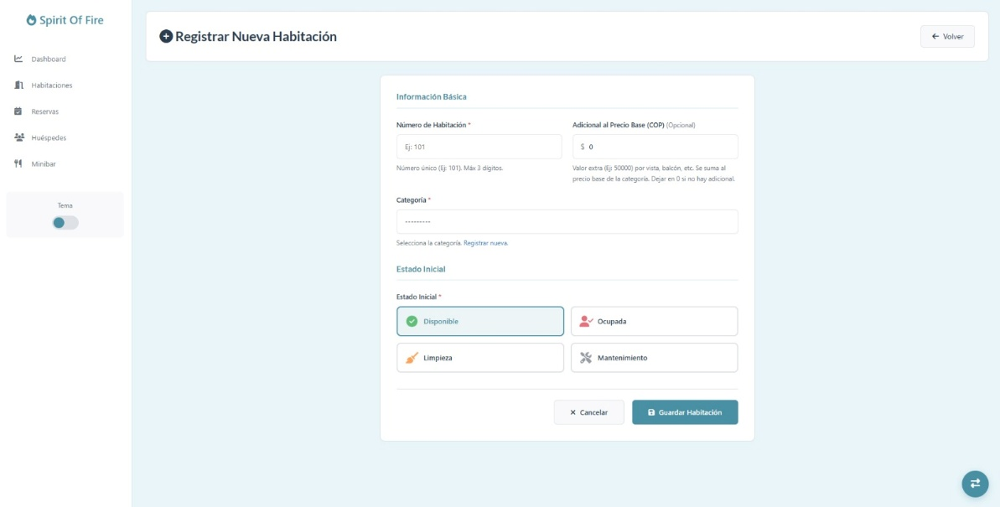 Spirit Of Fire
Dashboard
Habitaciones
Reservas
Huéspedes
Minibar
Tema
Registrar Nueva Habitación
Volver
Información Básica
Número de Habitación *
Ej: 101
Número único (Ej: 101). Máx 3 dígitos.
Adicional al Precio Base (COP) (Opcional)
$ 0
Valor extra (Ej: 50000) por vista, balcón, etc. Se suma al
precio base de la categoría. Dejar en 0 si no hay adicional.
Categoría *
---------
Selecciona la categoría. Registrar nueva.
Estado Inicial
Estado Inicial *
Disponible
Ocupada
Limpieza
Mantenimiento
Cancelar
Guardar Habitación